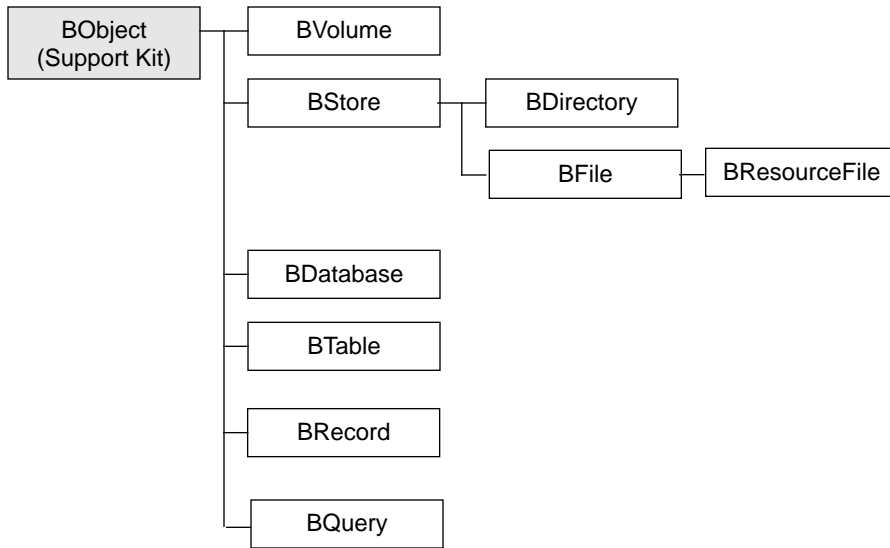 BObject
(Support Kit)
BVolume
BStore
BDirectory
BFile
BResourceFile
BDatabase
BTable
BRecord
BQuery